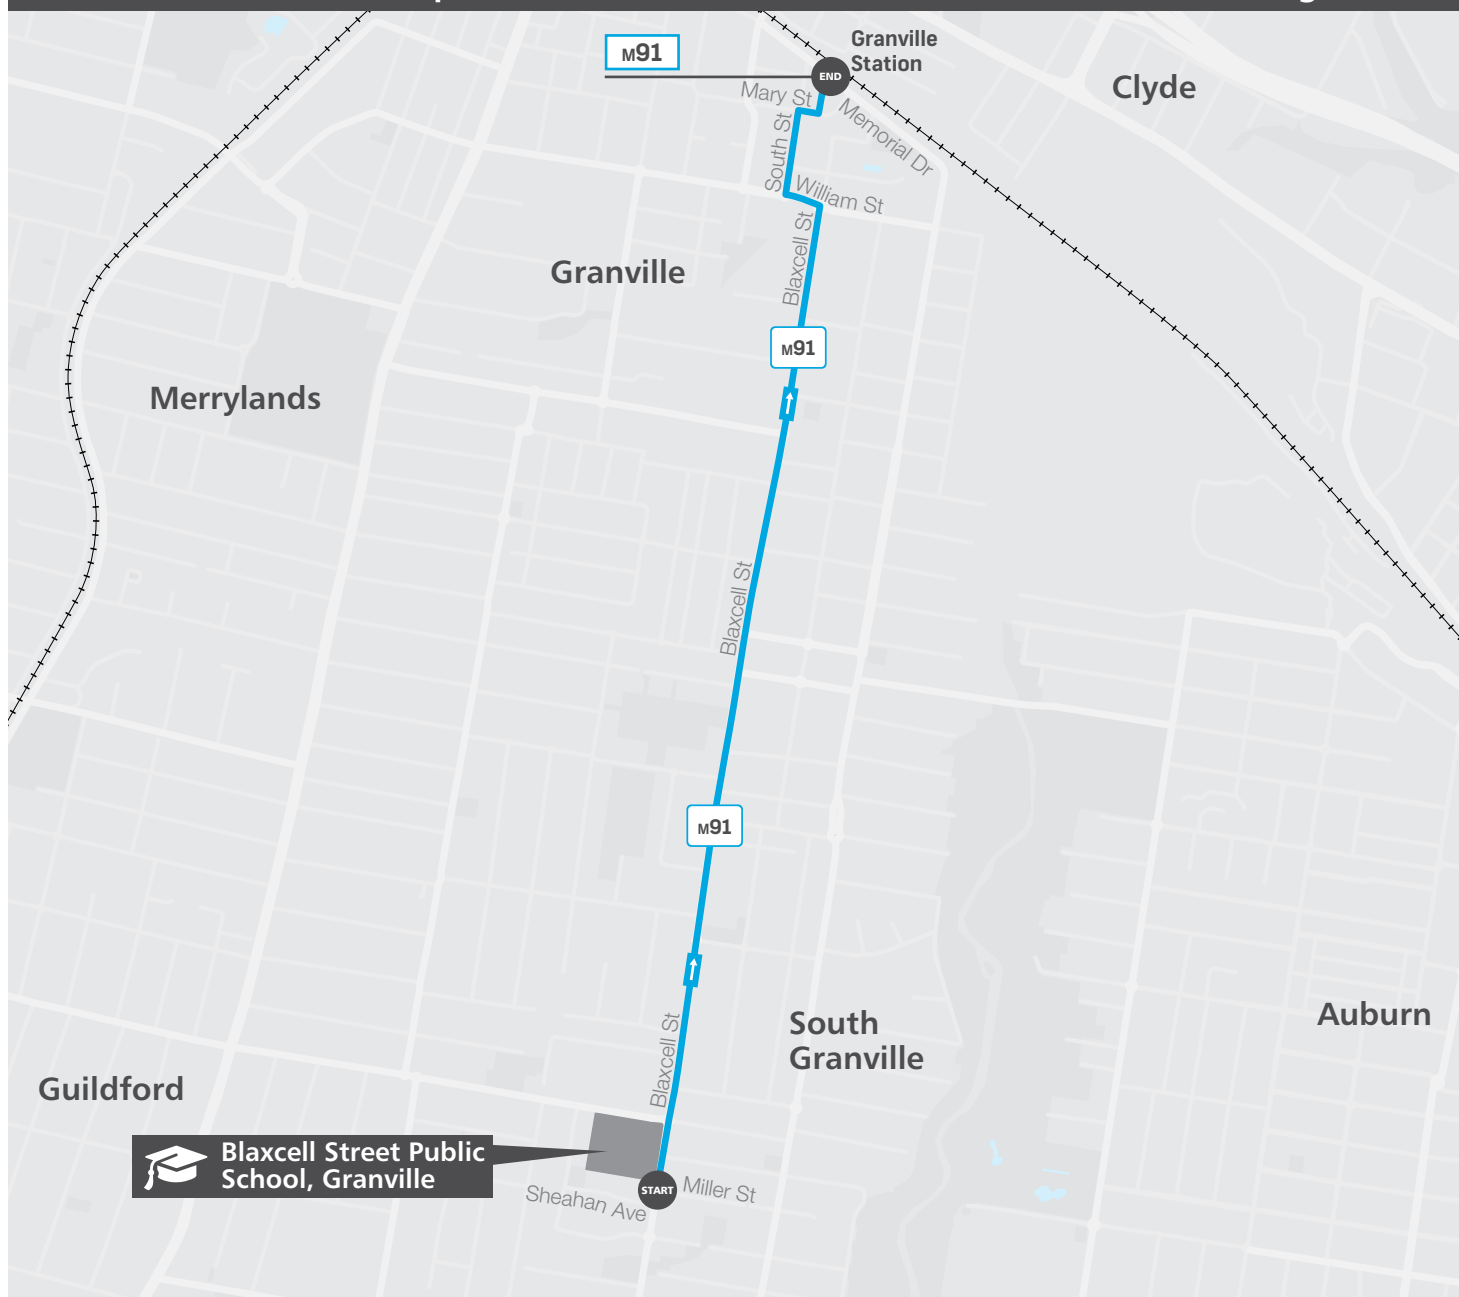 M91
Granville
Station
END
Clyde
Mary St
Memorial Dr
South St
William St
Blaxcell St
Granville
M91
Merrylands
Blaxcell St
M91
South
Granville
Auburn
Blaxcell St
Guildford
Blaxcell Street Public
School, Granville
START
Miller St
Sheahan Ave